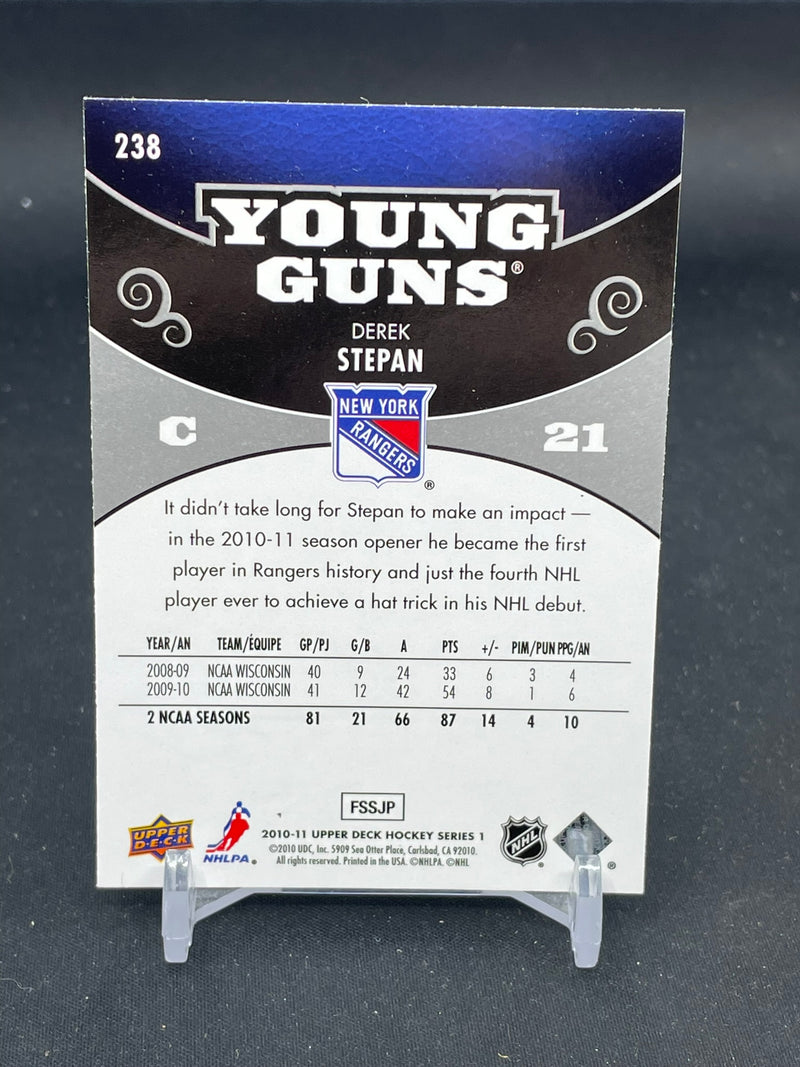 238
YOUNG
GUNS®
DEREK
STEPAN
NEW YORK
RANGERS
®
C
21
It didn't take long for Stepan to make an impact —
in the 2010-11 season opener he became the first
player in Rangers history and just the fourth NHL
player ever to achieve a hat trick in his NHL debut.
YEAR/AN TEAM/ÉQUIPE GP/PJ G/B A PTS +/- PIM/PUN PPG/AN
2008-09 NCAA WISCONSIN 40 9 24 33 6 3 4
2009-10 NCAA WISCONSIN 41 12 42 54 8 1 6
2 NCAA SEASONS 81 21 66 87 14 4 10
FSSJP
UPPER
D·E·C·K
NHLPA®
2010-11 UPPER DECK HOCKEY SERIES 1
©2010 UDC, Inc. 5909 Sea Otter Place, Carlsbad, CA 92010.
All rights reserved. Printed in the USA. ©NHLPA. ©NHL
NHL
®
®